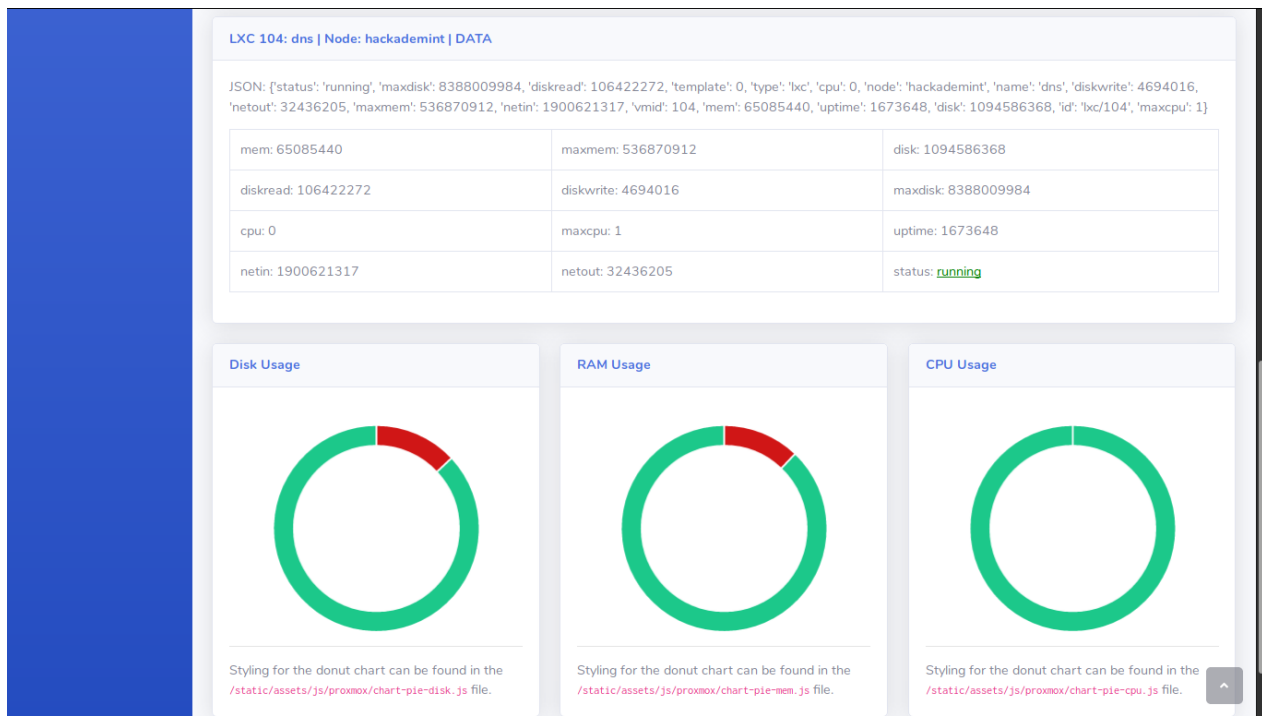 LXC 104: dns | Node: hackademint | DATA
JSON: {'status': 'running', 'maxdisk': 8388009984, 'diskread': 106422272, 'template': 0, 'type': 'lxc', 'cpu': 0, 'node': 'hackademint', 'name': 'dns', 'diskwrite': 4694016,
'netout': 32436205, 'maxmem': 536870912, 'netin': 1900621317, 'vmid': 104, 'mem': 65085440, 'uptime': 1673648, 'disk': 1094586368, 'id': 'lxc/104', 'maxcpu': 1}
mem: 65085440 maxmem: 536870912 disk: 1094586368
diskread: 106422272 diskwrite: 4694016 maxdisk: 8388009984
cpu: 0 maxcpu: 1 uptime: 1673648
netin: 1900621317 netout: 32436205 status: running
Disk Usage
Styling for the donut chart can be found in the
/static/assets/js/proxmox/chart-pie-disk.js file.
RAM Usage
Styling for the donut chart can be found in the
/static/assets/js/proxmox/chart-pie-mem.js file.
CPU Usage
Styling for the donut chart can be found in the
/static/assets/js/proxmox/chart-pie-cpu.js file.